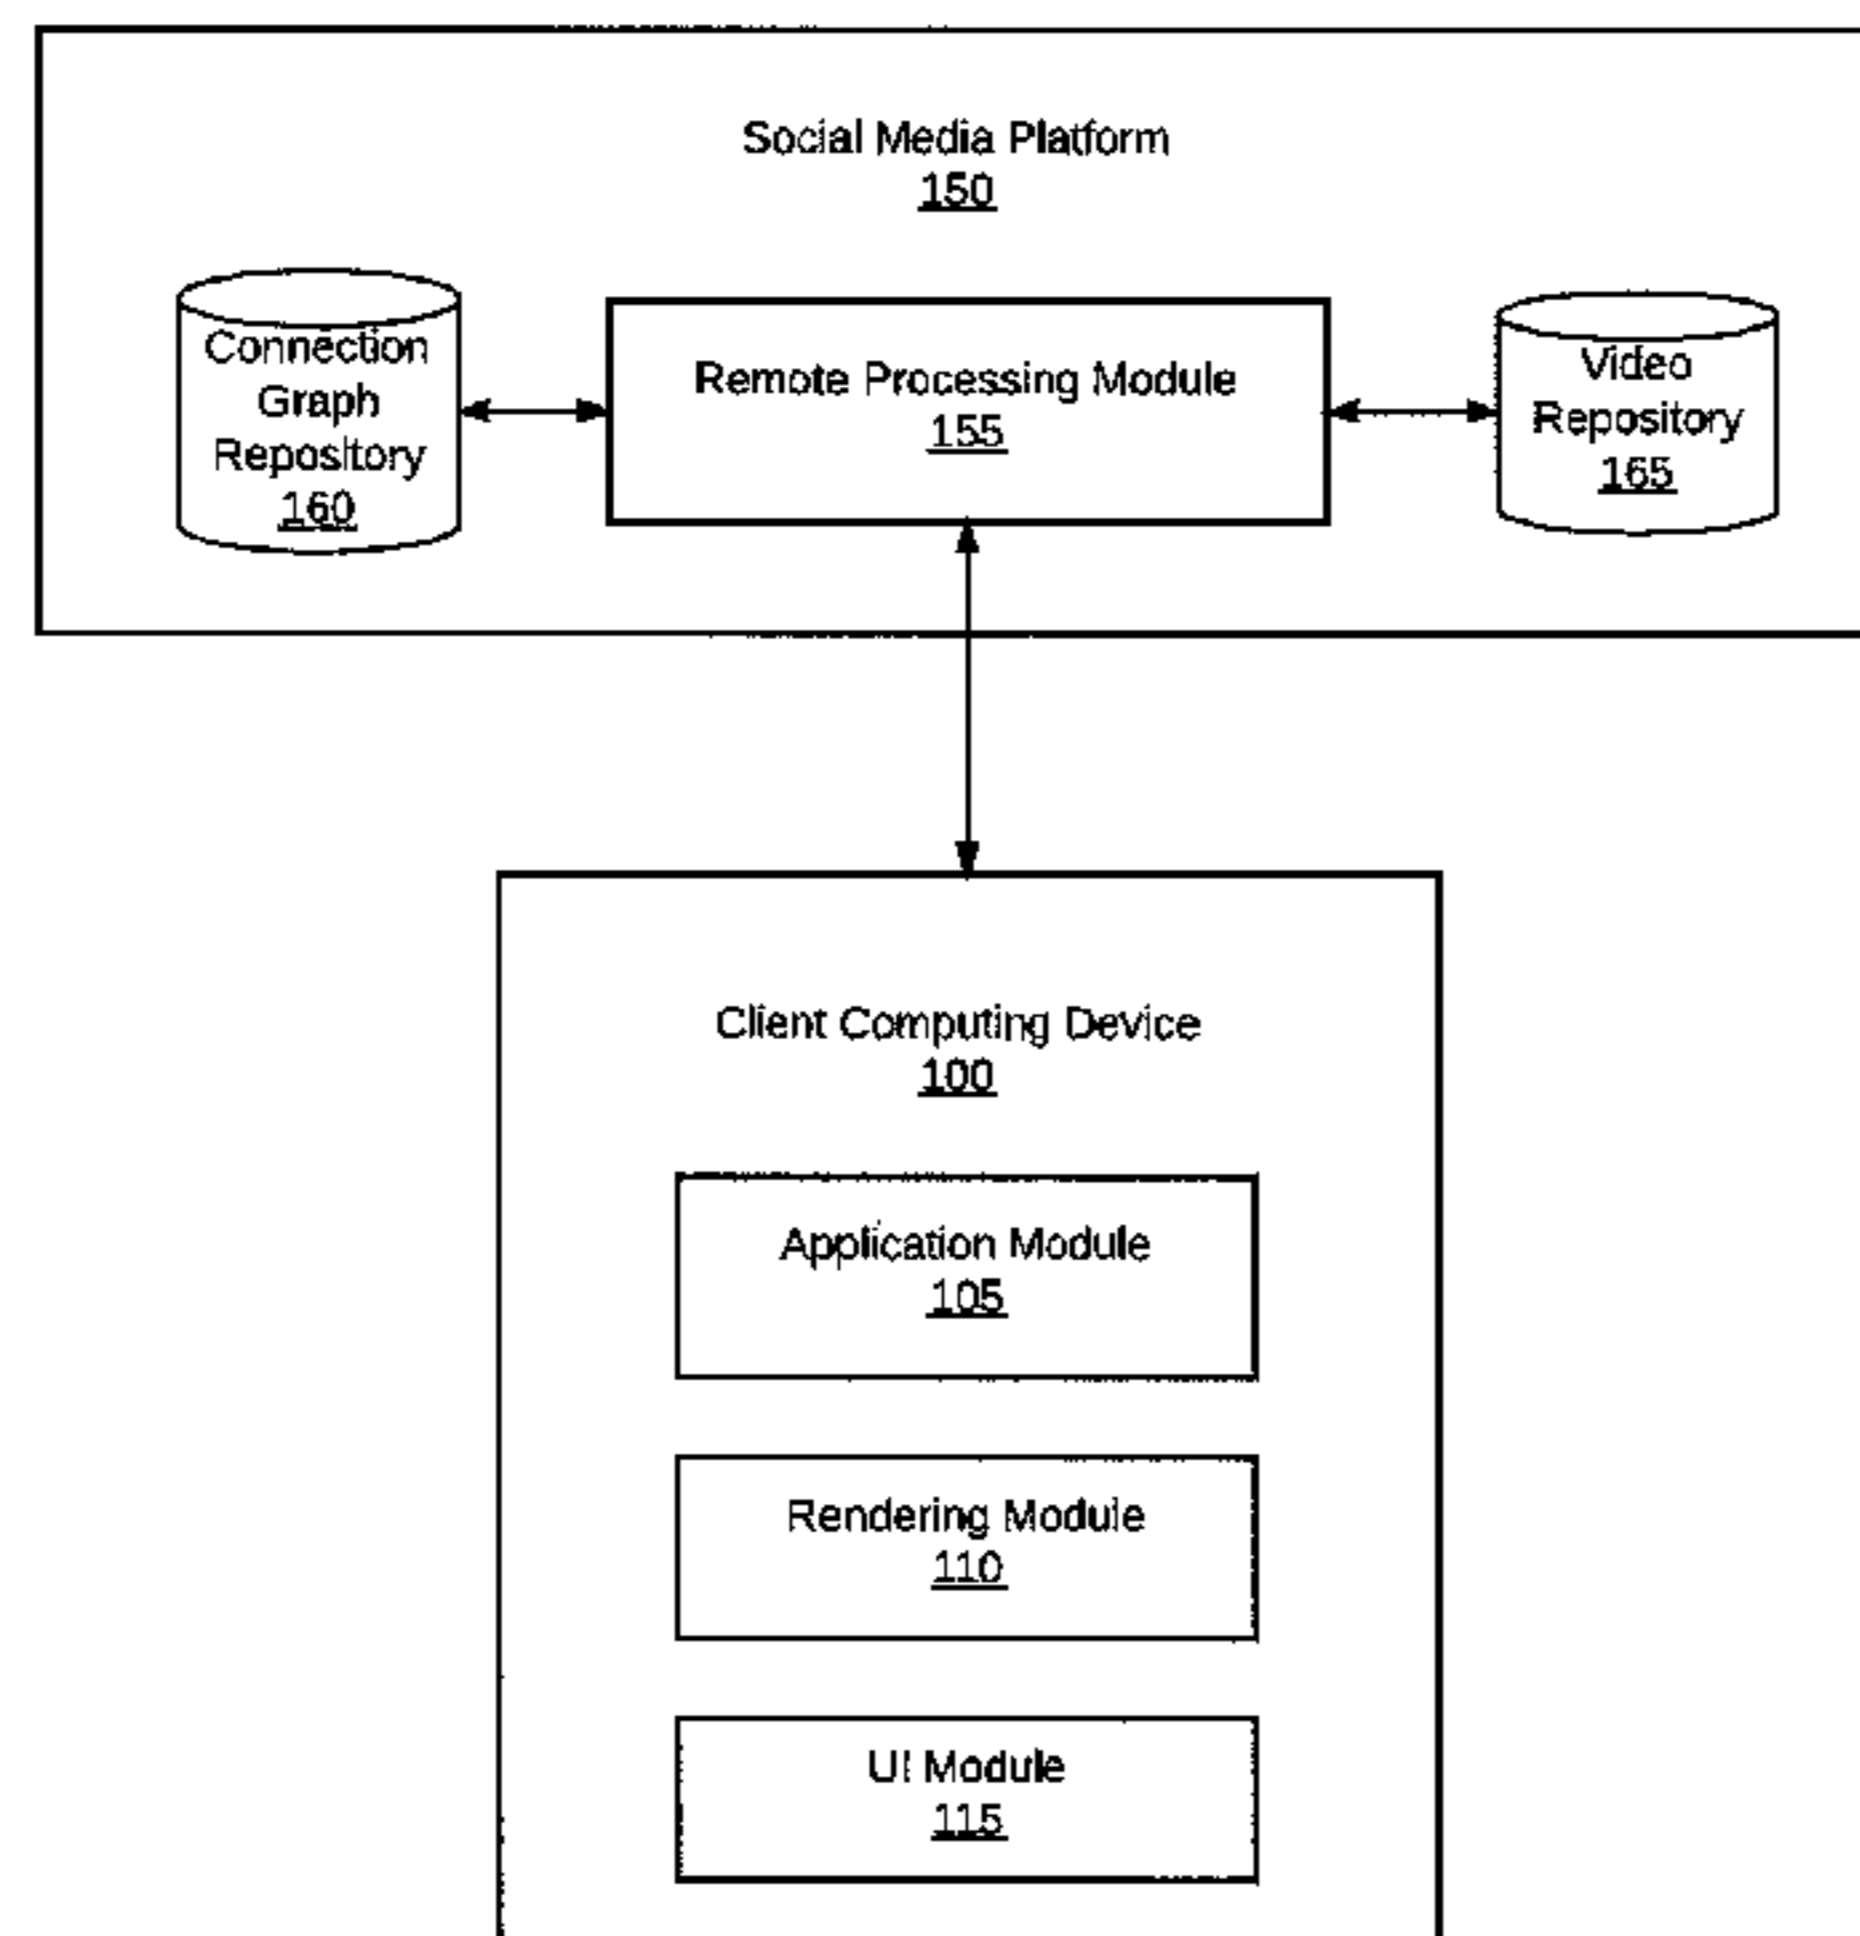 Social Media Platform
150
Connection
Graph
Repository
160
Remote Processing Module
155
Video
Repository
165
Client Computing Device
100
Application Module
105
Rendering Module
110
UI Module
115